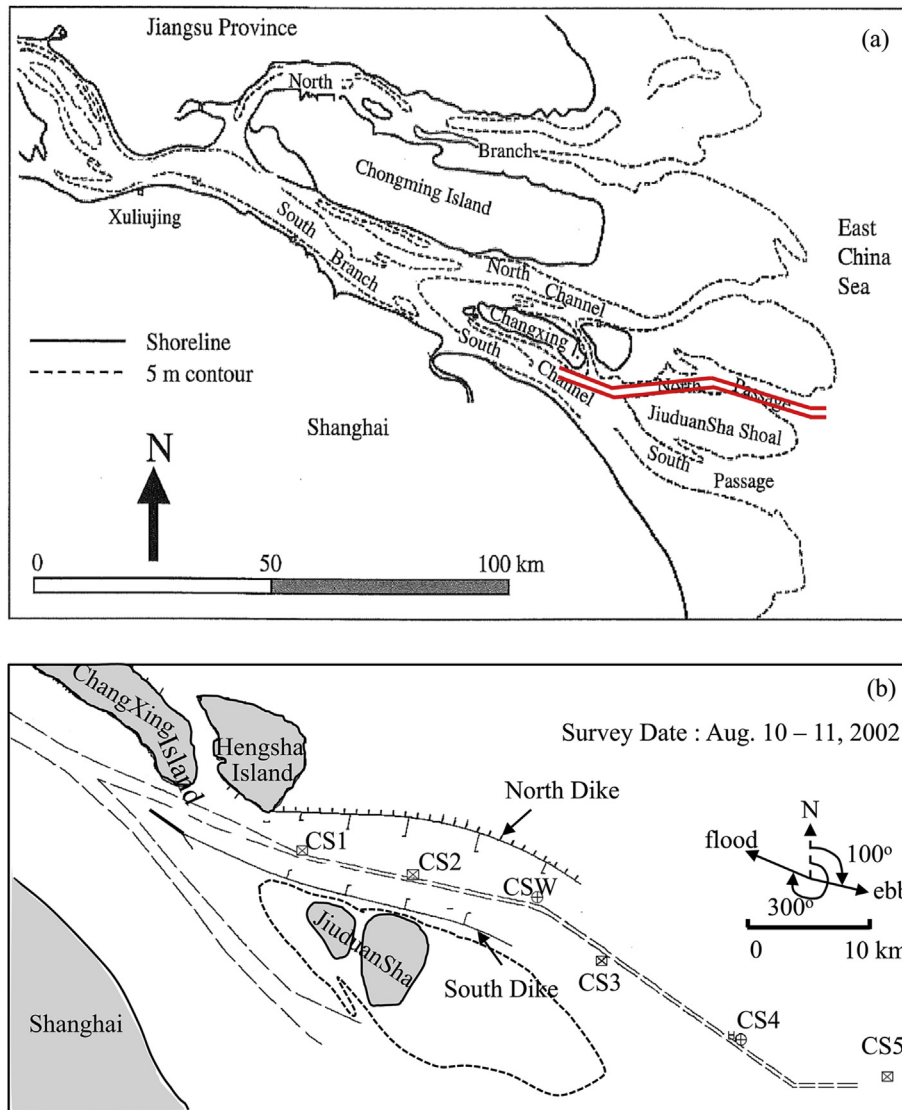 Jiangsu Province
(a)
North
Branch
Chongming Island
Xuliujing
South
Branch
North
Channel
East
China
Sea
Changxing
South
Channel
Shoreline
5 m contour
North
Passage
JiuduanSha Shoal
Shanghai
South
Passage
N
0
50
100 km
ChangXing
Island
(b)
Hengsha
Island
Survey Date : Aug. 10 – 11, 2002
North Dike
N
flood
100º
ebb
300º
0
10 km
CS1
CS2
CSW
JiuduanSha
South Dike
CS3
Shanghai
CS4
CS5